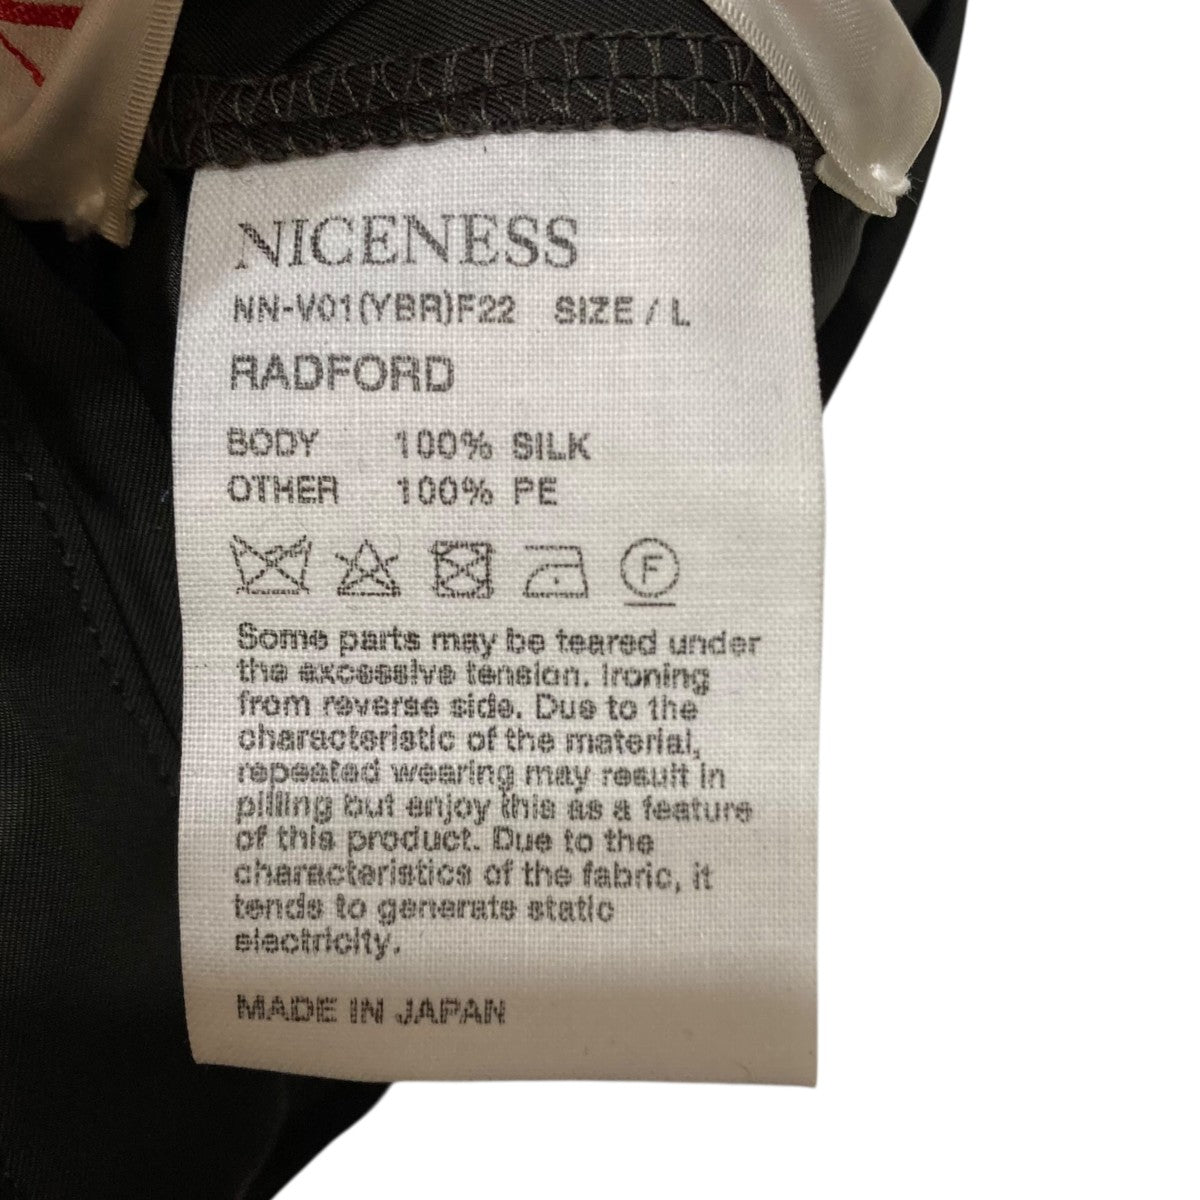 NICENESS
NN-V01(YBR)F22 SIZE / L
RADFORD
BODY 100% SILK
OTHER 100% PE
F
Some parts may be teared under
the excessive tension. Ironing
from reverse side. Due to the
characteristic of the material,
repeated wearing may result in
pilling but enjoy this as a feature
of this product. Due to the
characteristics of the fabric, it
tends to generate static
electricity.
MADE IN JAPAN